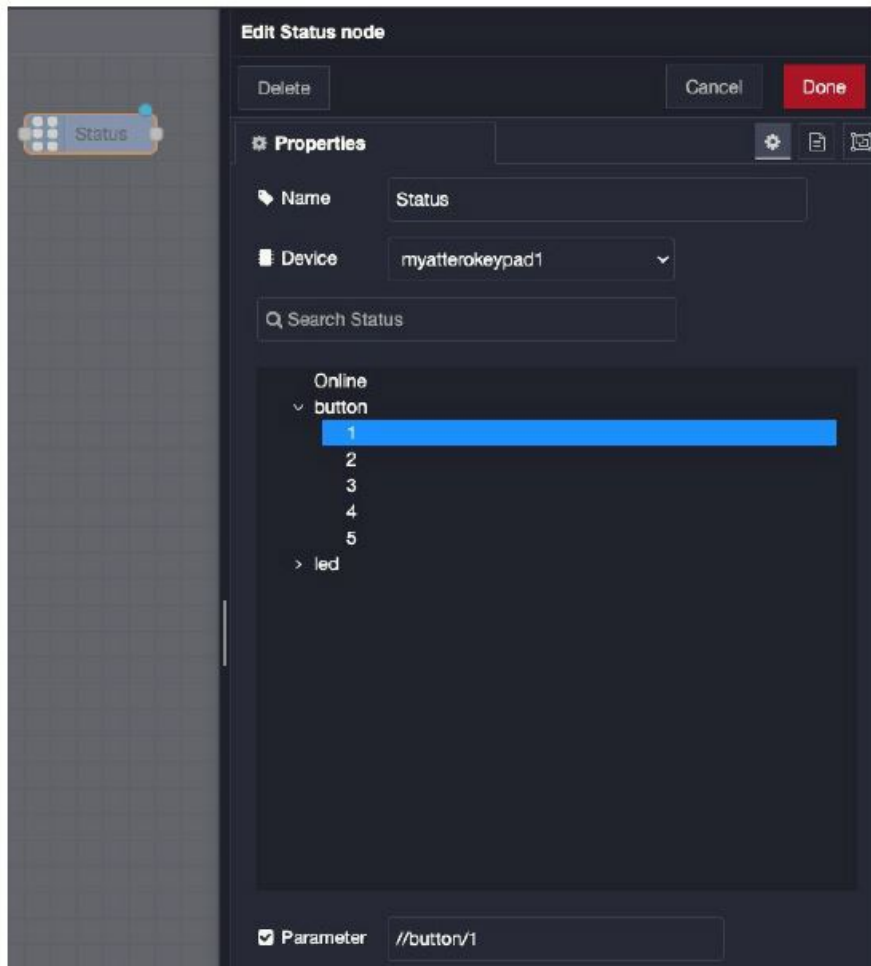 Edit Status node
Delete
Cancel
Done
Status
Properties
Name
Status
Device
myatterokeypad1
Search Status
Online
button
1
2
3
4
5
led
Parameter
//button/1